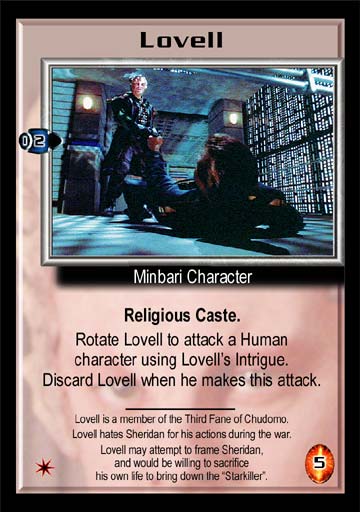 Lovell
2
Minbari Character
Religious Caste.
Rotate Lovell to attack a Human
character using Lovell's Intrigue.
Discard Lovell when he makes this attack.
Lovell is a member of the Third Fane of Chudomo.
Lovell hates Sheridan for his actions during the war.
Lovell may attempt to frame Sheridan,
and would be willing to sacrifice
his own life to bring down the "Starkiller".
5